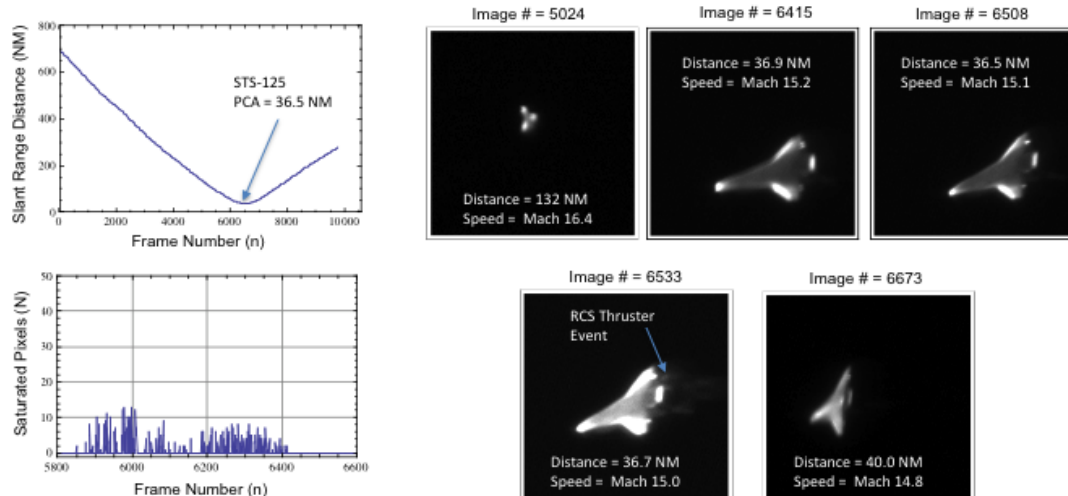 Slant Range Distance (NM)
800
600
400
200
0
STS-125
PCA = 36.5 NM
0 2000 4000 6000 8000 10000
Frame Number (n)
Image # = 5024
Distance = 132 NM
Speed = Mach 16.4
Image # = 6415
Distance = 36.9 NM
Speed = Mach 15.2
Image # = 6508
Distance = 36.5 NM
Speed = Mach 15.1
Saturated Pixels (N)
50
40
30
20
10
0
5800 6000 6200 6400 6600
Frame Number (n)
Image # = 6533
RCS Thruster
Event
Distance = 36.7 NM
Speed = Mach 15.0
Image # = 6673
Distance = 40.0 NM
Speed = Mach 14.8